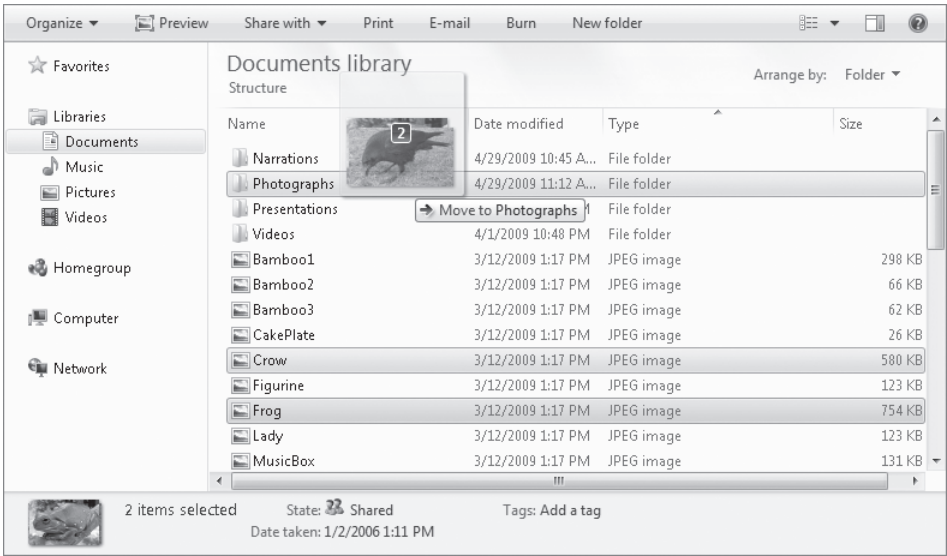 Organize Preview Share with Print E-mail Burn New folder
Favorites
Libraries
Documents
Music
Pictures
Videos
Homegroup
Computer
Network
Documents library
Structure
Arrange by: Folder
Name Date modified Type Size
Narrations 4/29/2009 10:45 A... File folder
Photographs 4/29/2009 11:12 A... File folder
Presentations File folder
Videos 4/1/2009 10:48 PM File folder
Bamboo1 3/12/2009 1:17 PM JPEG image 298 KB
Bamboo2 3/12/2009 1:17 PM JPEG image 66 KB
Bamboo3 3/12/2009 1:17 PM JPEG image 62 KB
CakePlate 3/12/2009 1:17 PM JPEG image 26 KB
Crow 3/12/2009 1:17 PM JPEG image 580 KB
Figurine 3/12/2009 1:17 PM JPEG image 123 KB
Frog 3/12/2009 1:17 PM JPEG image 754 KB
Lady 3/12/2009 1:17 PM JPEG image 123 KB
MusicBox 3/12/2009 1:17 PM JPEG image 131 KB
2
Move to Photographs
2 items selected State: Shared Tags: Add a tag
Date taken: 1/2/2006 1:11 PM